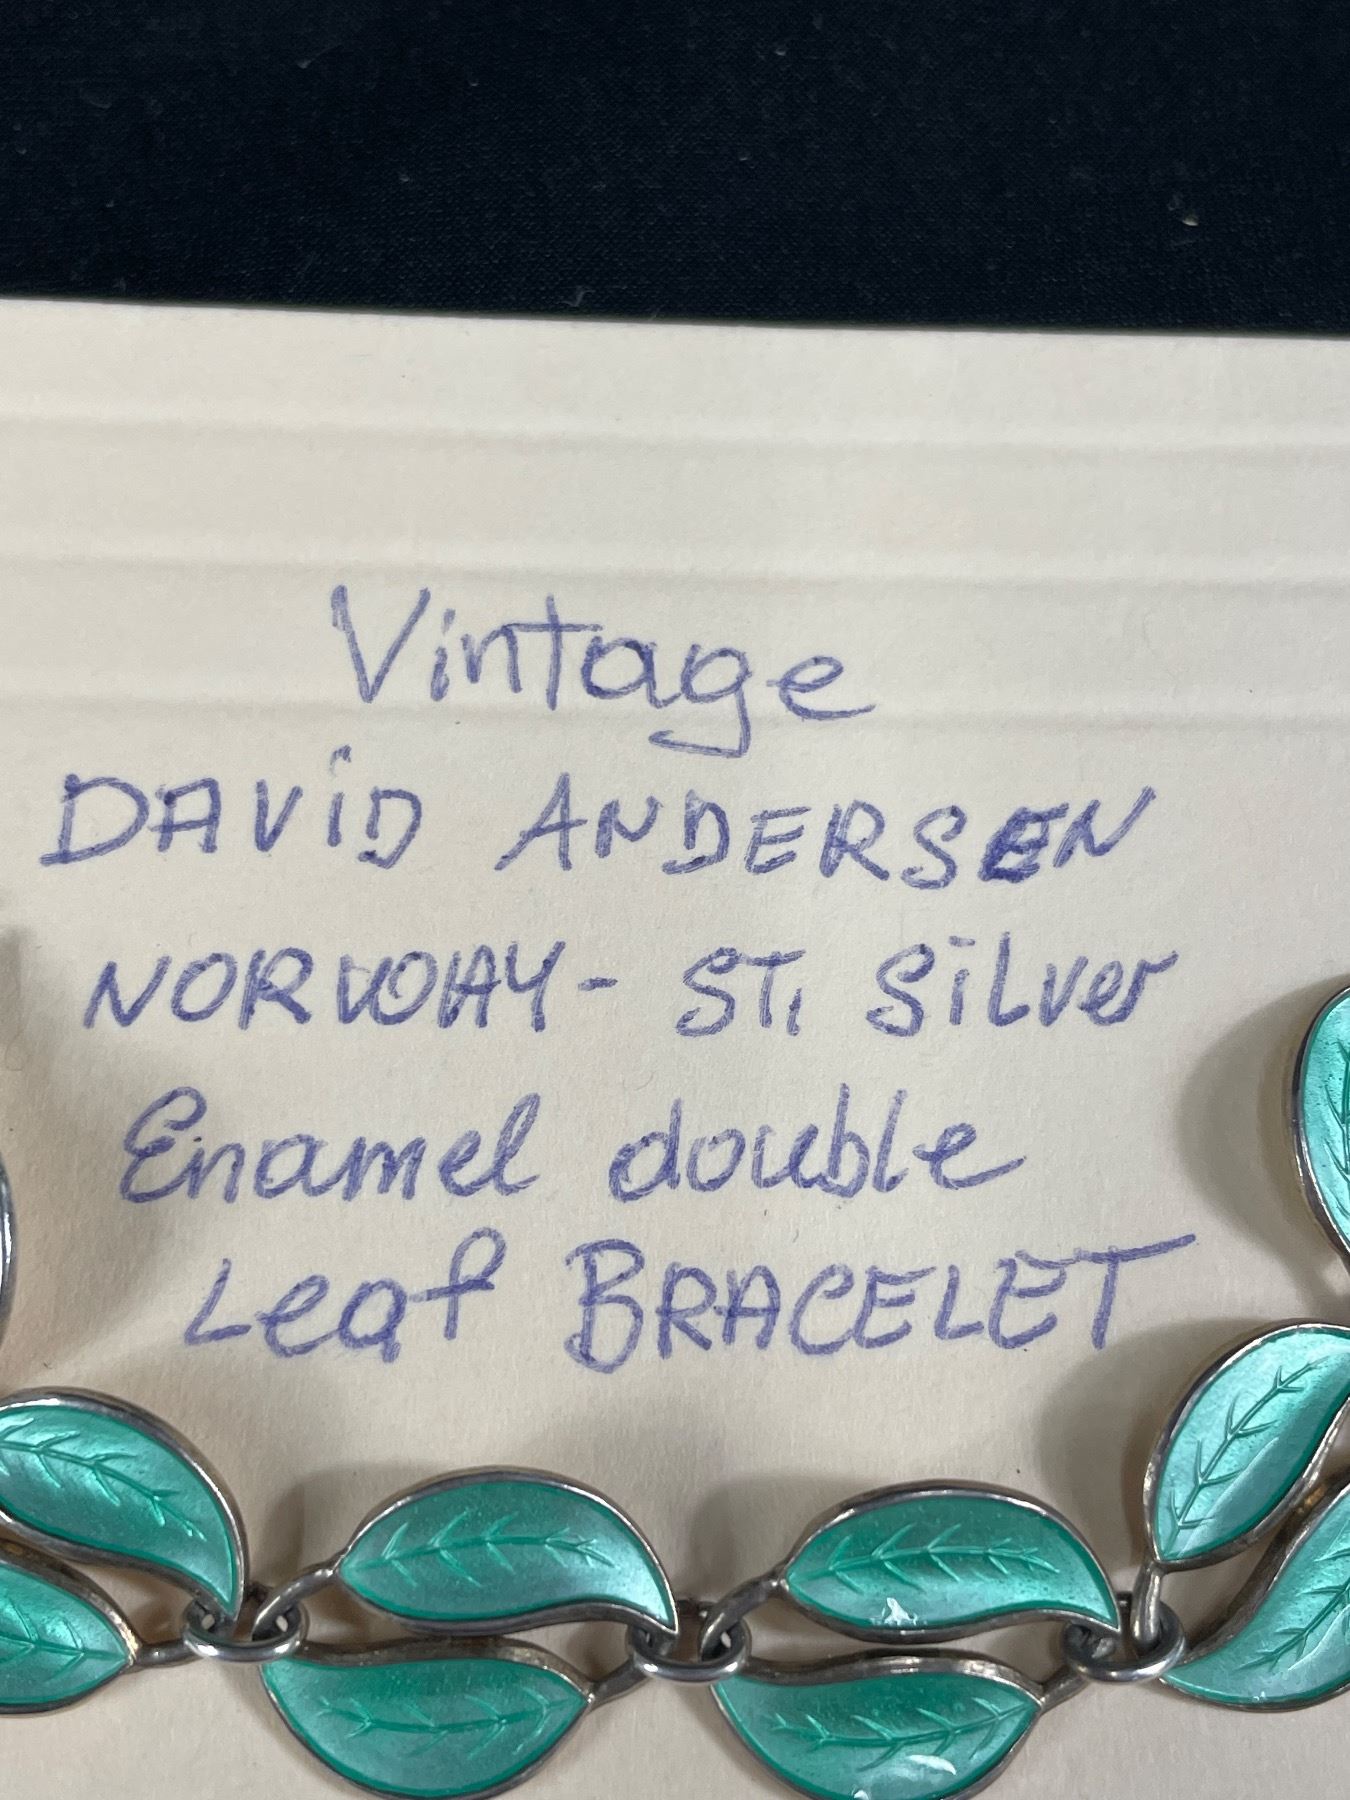 Vintage
DAViD ANDERSEN
NORWAY - ST. SiLver
Enamel double
Leaf BRACELET